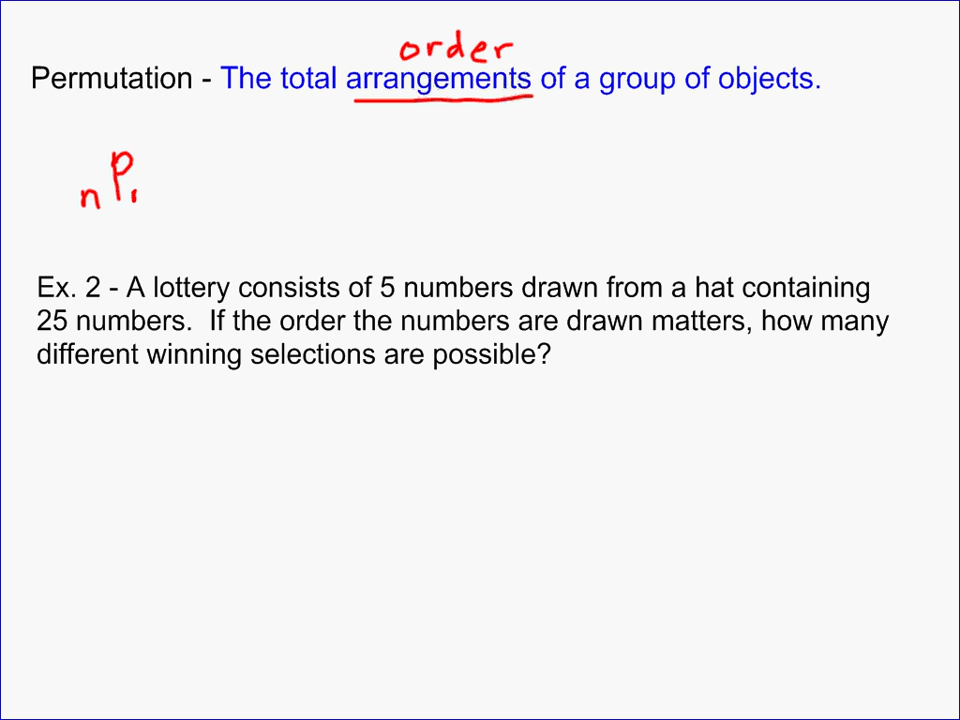 order
Permutation - The total arrangements of a group of objects.
nPr
Ex. 2 - A lottery consists of 5 numbers drawn from a hat containing
25 numbers. If the order the numbers are drawn matters, how many
different winning selections are possible?